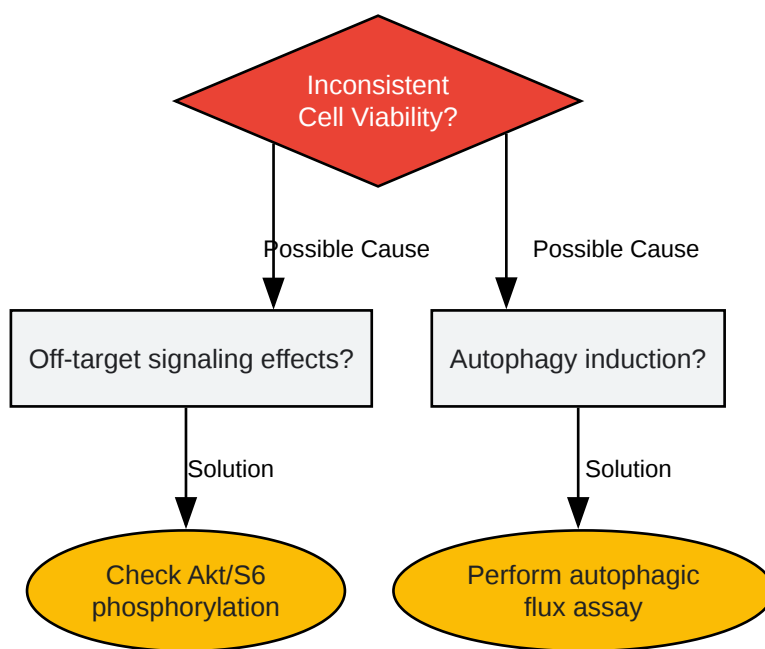 Inconsistent
Cell Viability?
Possible Cause
Possible Cause
Off-target signaling effects?
Autophagy induction?
Solution
Solution
Check Akt/S6
phosphorylation
Perform autophagic
flux assay